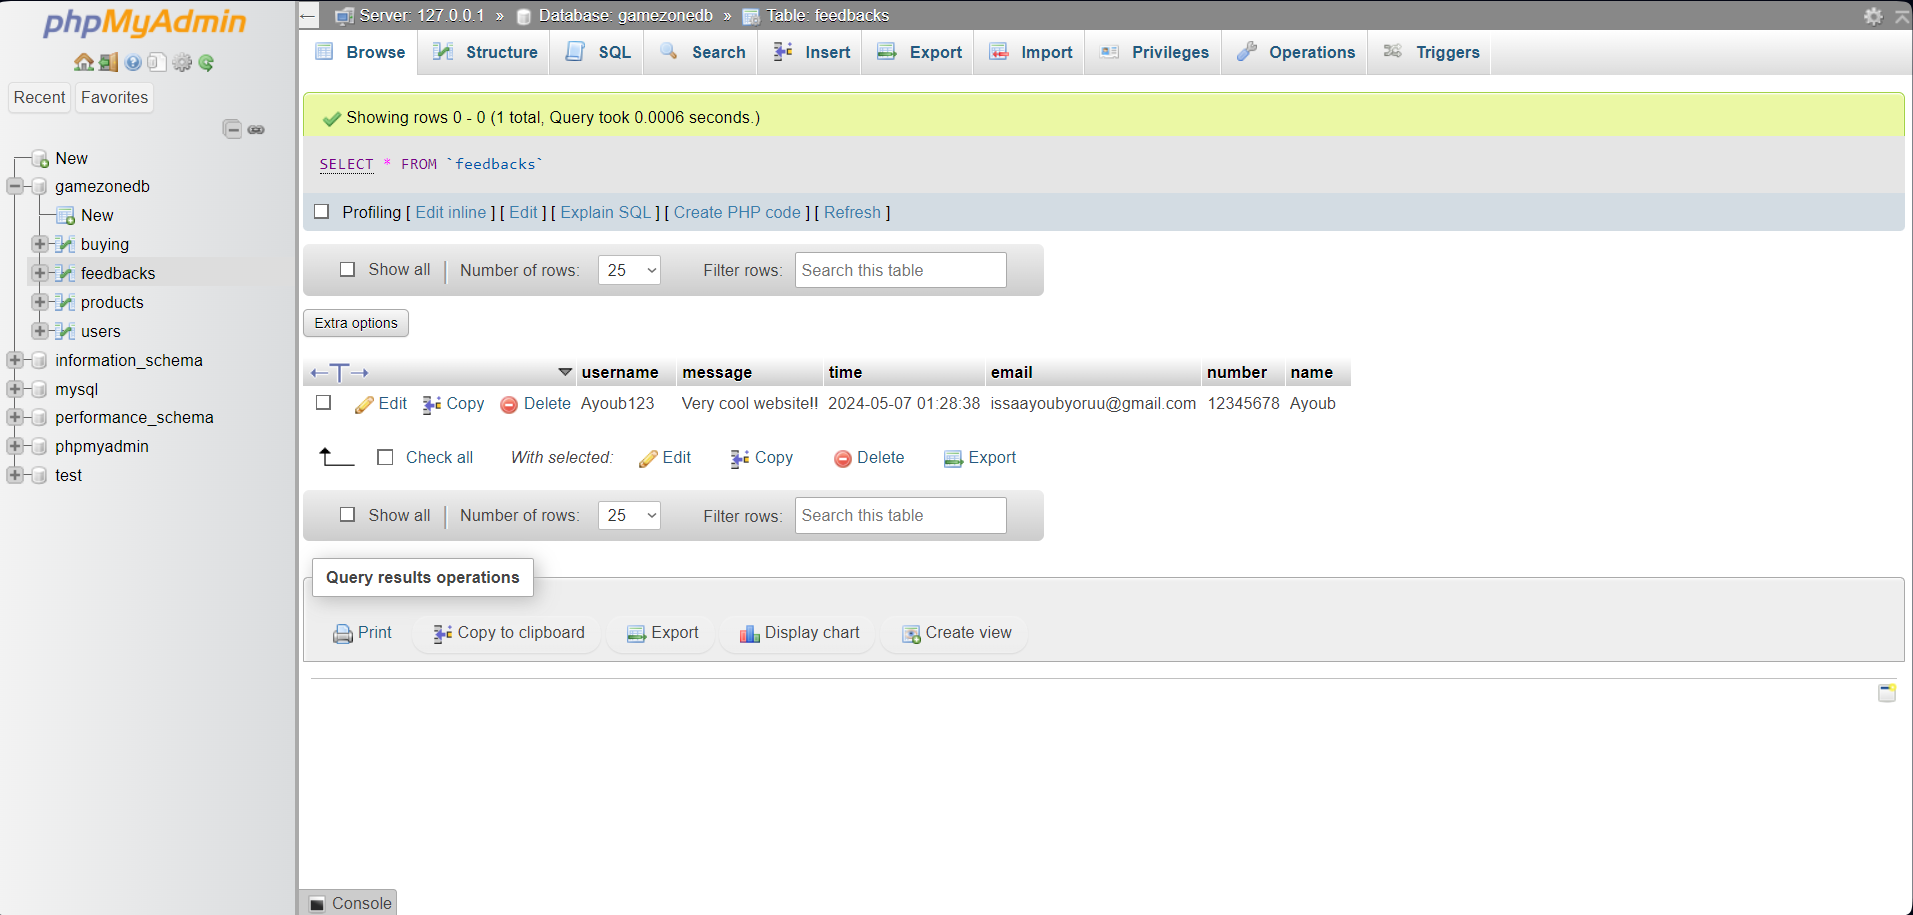 phpMyAdmin
Recent Favorites
New
gamezonedb
New
buying
feedbacks
products
users
information_schema
mysql
performance_schema
phpmyadmin
test
Server: 127.0.0.1 » Database: gamezonedb » Table: feedbacks
Browse Structure SQL Search Insert Export Import Privileges Operations Triggers
Showing rows 0 - 0 (1 total, Query took 0.0006 seconds.)
SELECT * FROM `feedbacks`
Profiling [ Edit inline ] [ Edit ] [ Explain SQL ] [ Create PHP code ] [ Refresh ]
Show all Number of rows: 25 Filter rows: Search this table
Extra options
username message time email number name
Edit Copy Delete Ayoub123 Very cool website!! 2024-05-07 01:28:38 issaayoubyoruu@gmail.com 12345678 Ayoub
Check all With selected: Edit Copy Delete Export
Show all Number of rows: 25 Filter rows: Search this table
Query results operations
Print Copy to clipboard Export Display chart Create view
Console